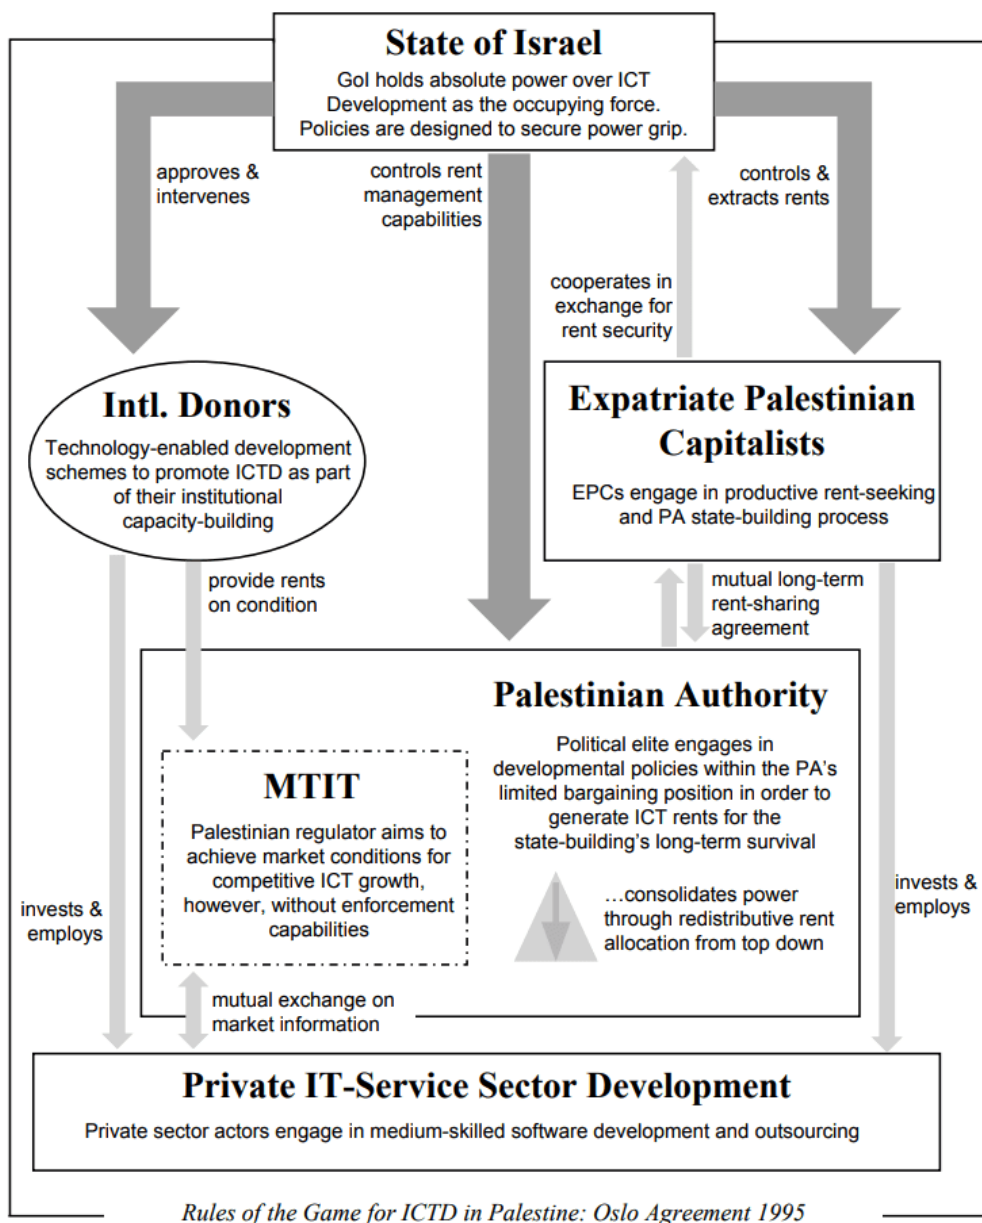 State of Israel
GoI holds absolute power over ICT
Development as the occupying force.
Policies are designed to secure power grip.
approves &
intervenes
controls rent
management
capabilities
controls &
extracts rents
cooperates in
exchange for
rent security
Intl. Donors
Technology-enabled development
schemes to promote ICTD as part
of their institutional
capacity-building
Expatriate Palestinian
Capitalists
EPCs engage in productive rent-seeking
and PA state-building process
provide rents
on condition
mutual long-term
rent-sharing
agreement
Palestinian Authority
Political elite engages in
developmental policies within the PA's
limited bargaining position in order to
generate ICT rents for the
state-building's long-term survival
MTIT
Palestinian regulator aims to
achieve market conditions for
competitive ICT growth,
however, without enforcement
capabilities
…consolidates power
through redistributive rent
allocation from top down
invests &
employs
invests &
employs
mutual exchange on
market information
Private IT-Service Sector Development
Private sector actors engage in medium-skilled software development and outsourcing
Rules of the Game for ICTD in Palestine: Oslo Agreement 1995